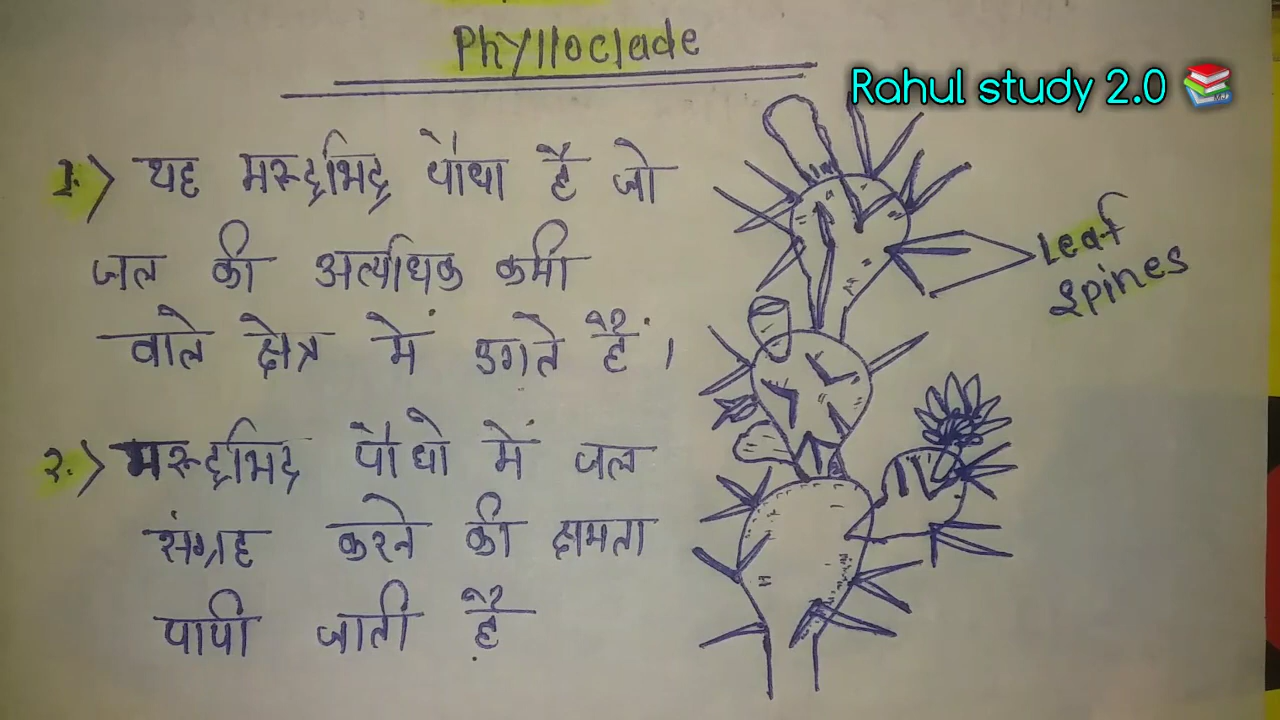 Phylloclade
Rahul study 2.0
1.> यह मरूद्भिद् पौधा है जो
जल की अत्यधिक कमी
वाले क्षेत्र में उगते हैं।
२.> मरूद्भिद् पौधो में जल
संग्रह करने की क्षमता
पायी जाती है
Leaf
Spines